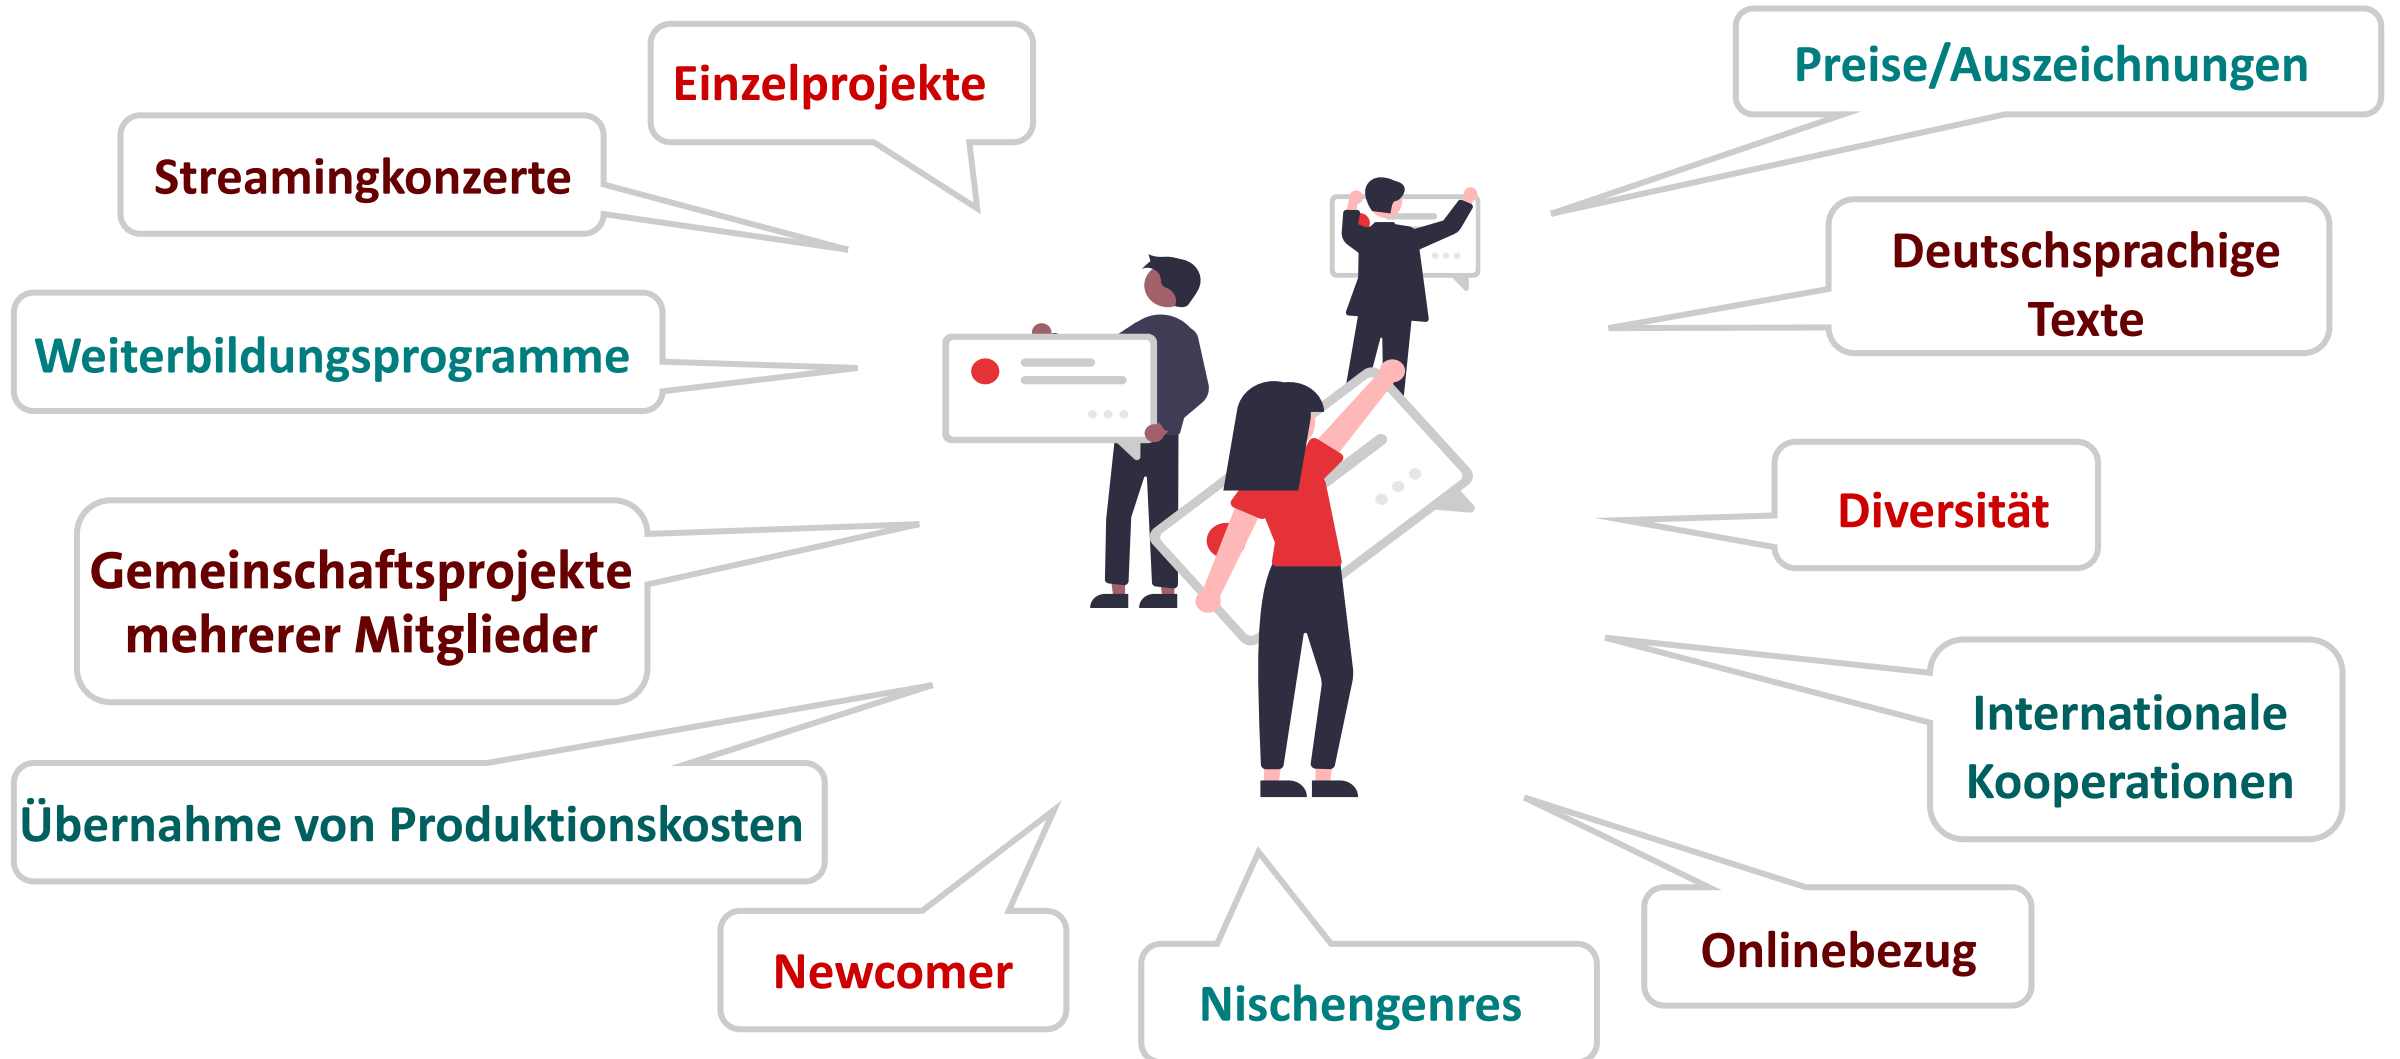 Einzelprojekte
Preise/Auszeichnungen
Streamingkonzerte
Deutschsprachige
Texte
Weiterbildungsprogramme
Diversität
Gemeinschaftsprojekte
mehrerer Mitglieder
Internationale
Kooperationen
Übernahme von Produktionskosten
Onlinebezug
Newcomer
Nischengenres